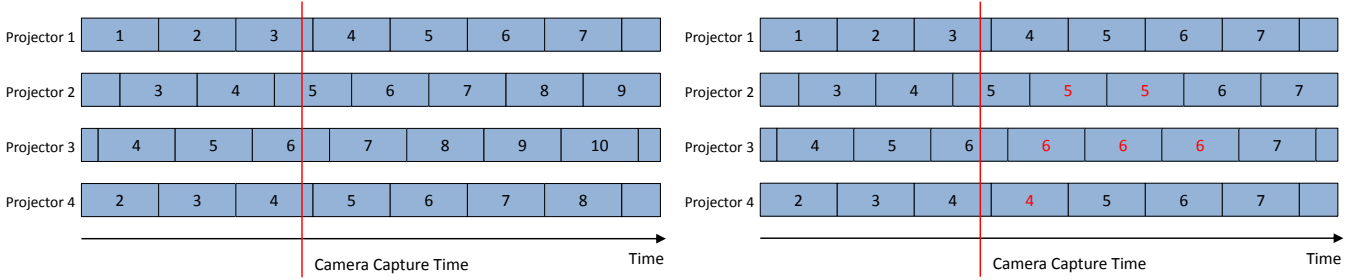 Projector 1 1 2 3 4 5 6 7
Projector 2 3 4 5 6 7 8 9
Projector 3 4 5 6 7 8 9 10
Projector 4 2 3 4 5 6 7 8
Camera Capture Time Time
Projector 1 1 2 3 4 5 6 7
Projector 2 3 4 5 5 5 6 7
Projector 3 4 5 6 6 6 6 7
Projector 4 2 3 4 4 5 6 7
Camera Capture Time Time